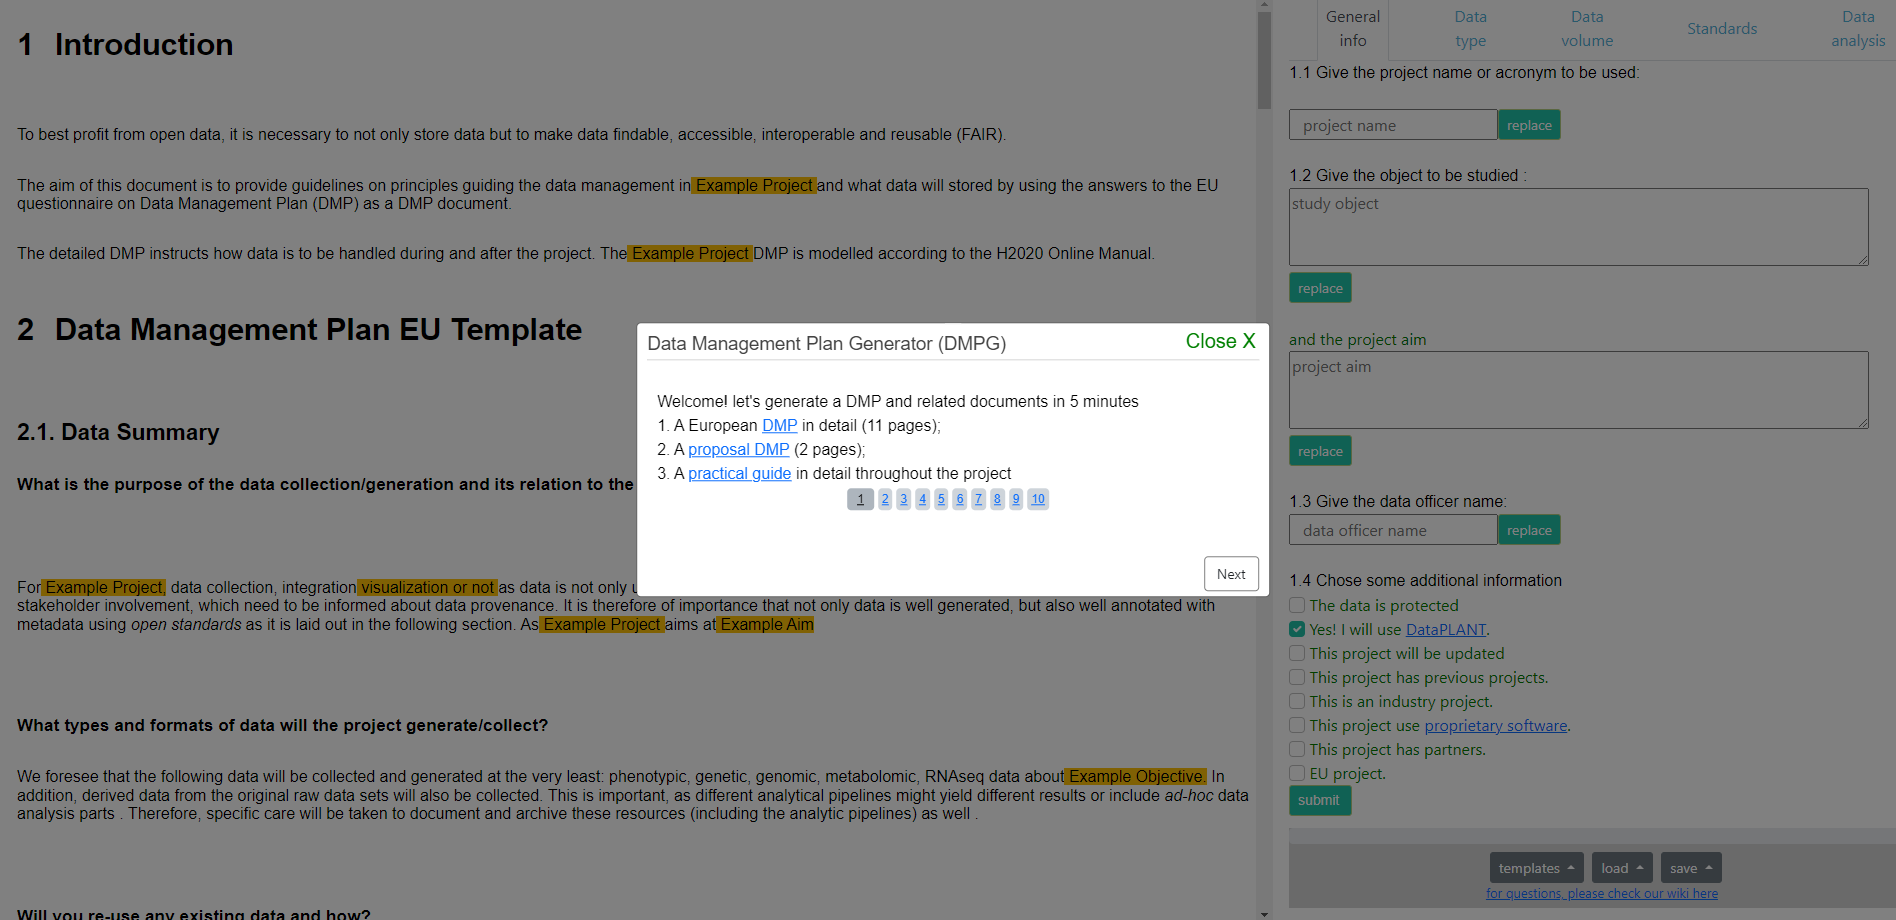 1 Introduction
To best profit from open data, it is necessary to not only store data but to make data findable, accessible, interoperable and reusable (FAIR).
The aim of this document is to provide guidelines on principles guiding the data management in Example Project and what data will stored by using the answers to the EU
questionnaire on Data Management Plan (DMP) as a DMP document.
The detailed DMP instructs how data is to be handled during and after the project. The Example Project DMP is modelled according to the H2020 Online Manual.
2 Data Management Plan EU Template
2.1. Data Summary
What is the purpose of the data collection/generation and its relation to the
For Example Project, data collection, integration visualization or not as data is not only
stakeholder involvement, which need to be informed about data provenance. It is therefore of importance that not only data is well generated, but also well annotated with
metadata using open standards as it is laid out in the following section. As Example Project aims at Example Aim
What types and formats of data will the project generate/collect?
We foresee that the following data will be collected and generated at the very least: phenotypic, genetic, genomic, metabolomic, RNAseq data about Example Objective. In
addition, derived data from the original raw data sets will also be collected. This is important, as different analytical pipelines might yield different results or include ad-hoc data
analysis parts . Therefore, specific care will be taken to document and archive these resources (including the analytic pipelines) as well .
Will you re-use any existing data and how?
Data Management Plan Generator (DMPG)
Close X
Welcome! let's generate a DMP and related documents in 5 minutes
1. A European DMP in detail (11 pages);
2. A proposal DMP (2 pages);
3. A practical guide in detail throughout the project
1 2 3 4 5 6 7 8 9 10
Next
General info
Data type
Data volume
Standards
Data analysis
1.1 Give the project name or acronym to be used:
project name
replace
1.2 Give the object to be studied :
study object
replace
and the project aim
project aim
replace
1.3 Give the data officer name:
data officer name
replace
1.4 Chose some additional information
The data is protected
Yes! I will use DataPLANT.
This project will be updated
This project has previous projects.
This is an industry project.
This project use proprietary software.
This project has partners.
EU project.
submit
templates
load
save
for questions, please check our wiki here